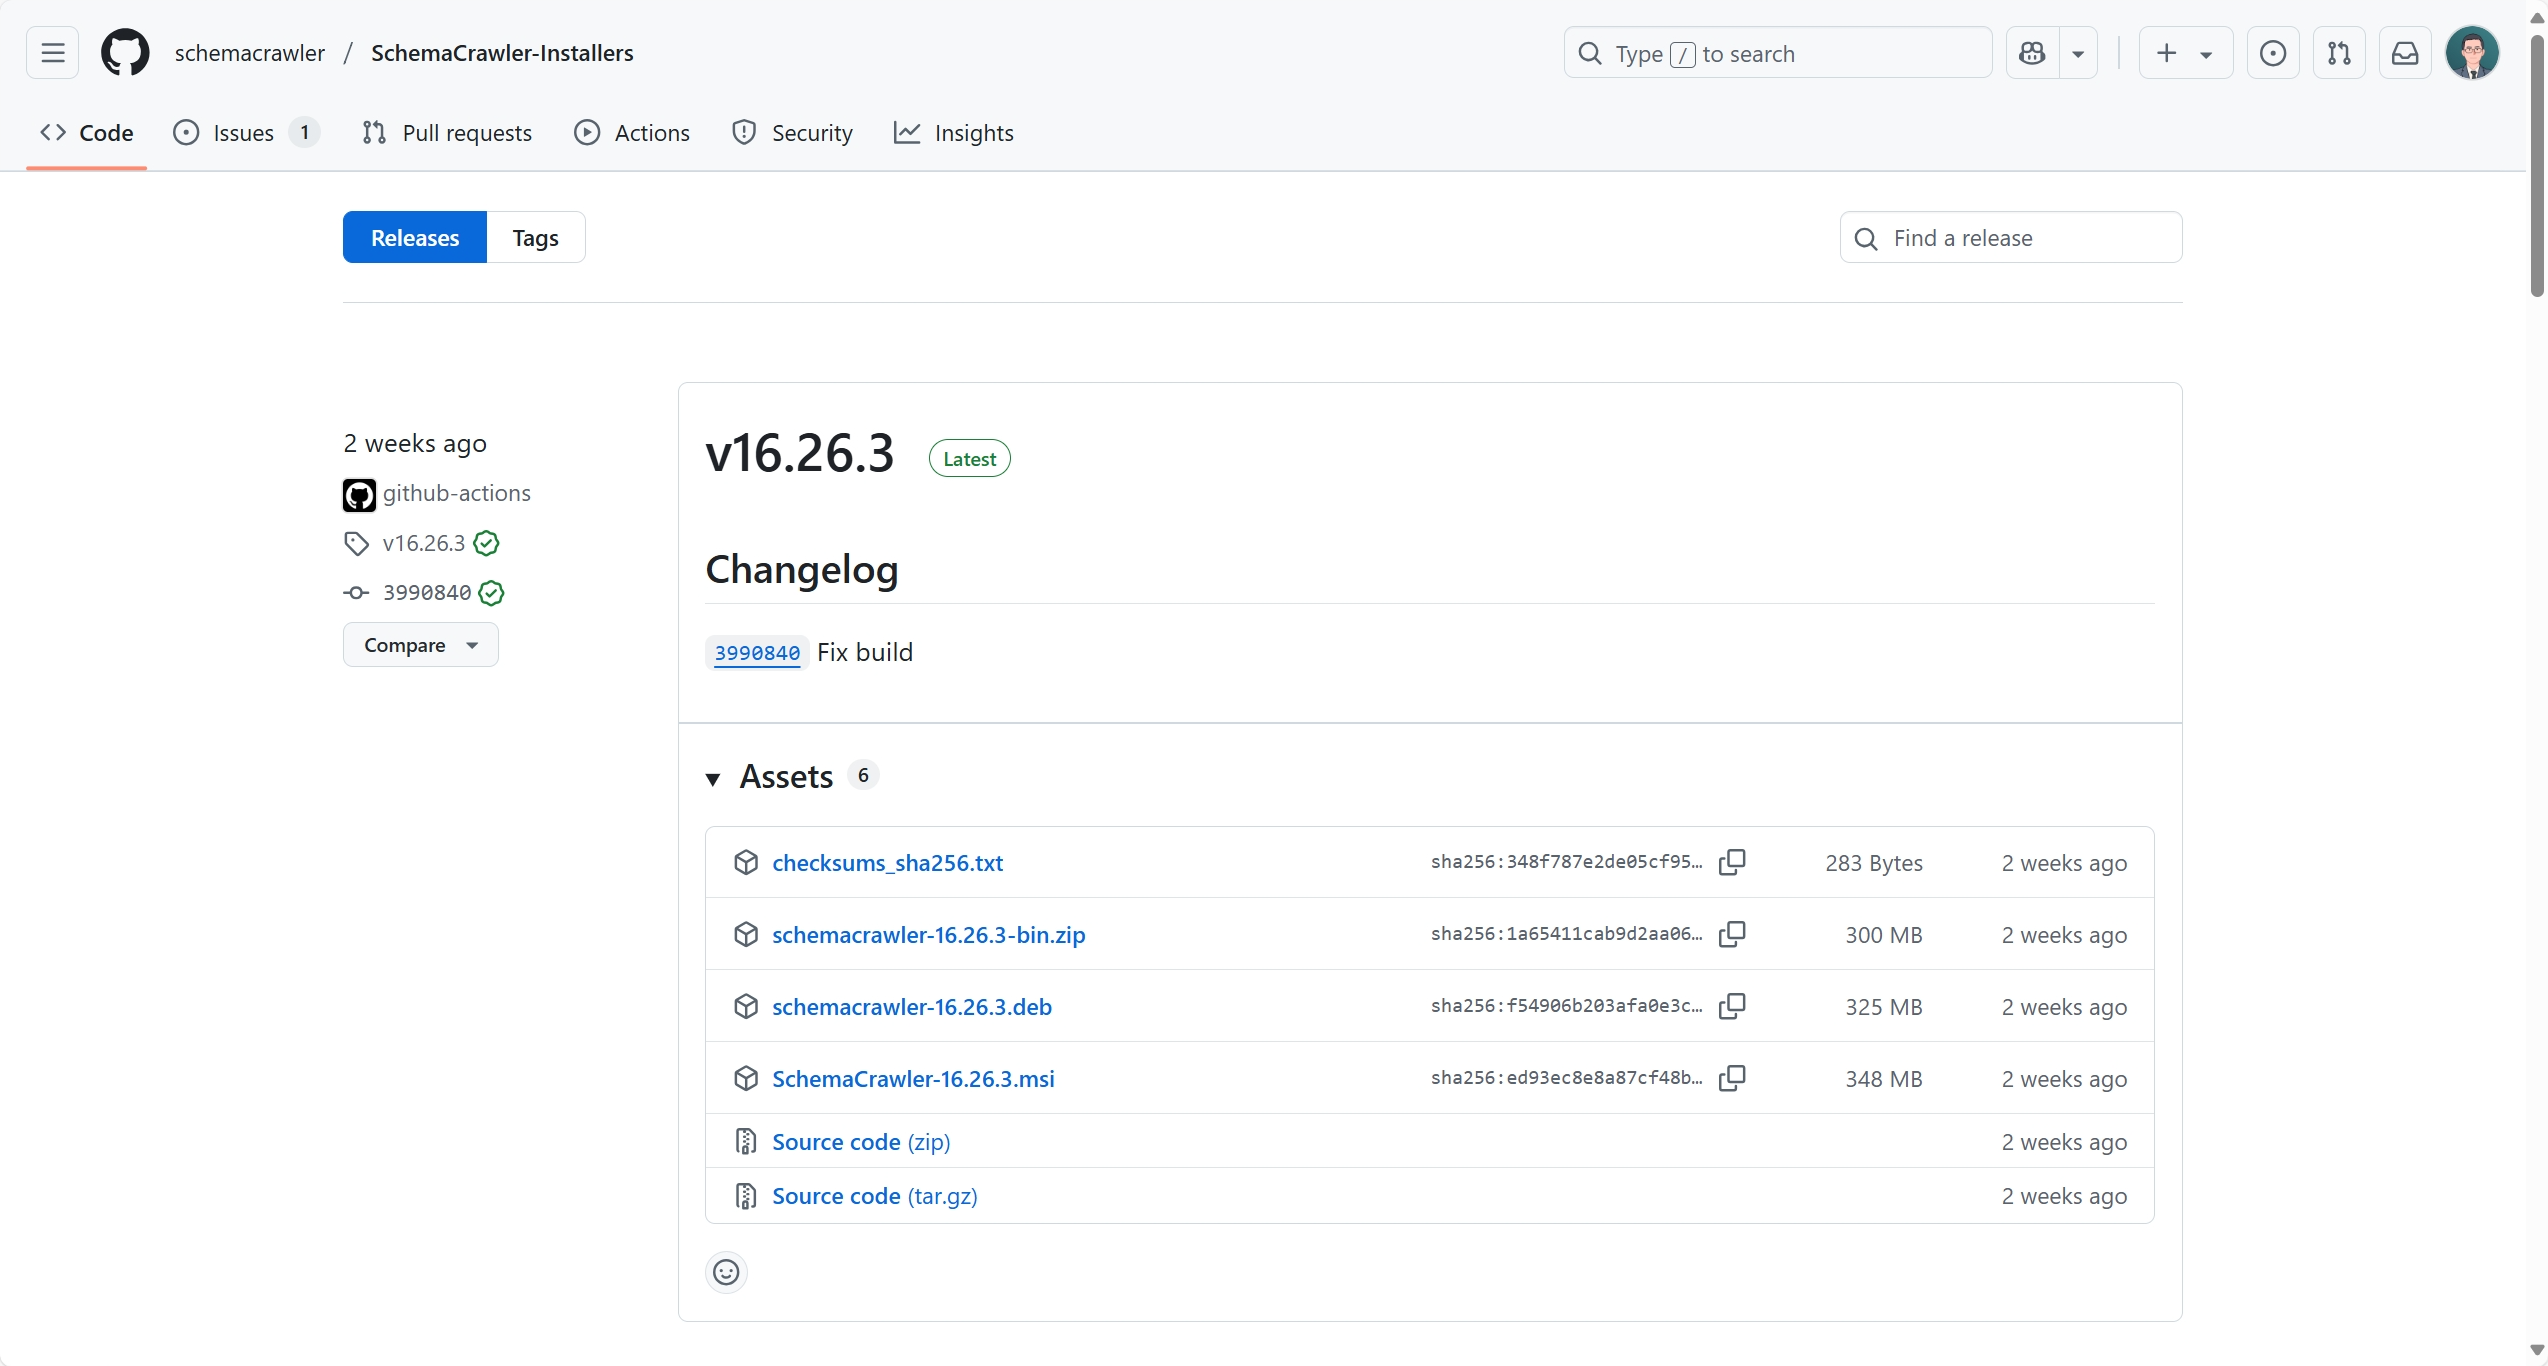 schemacrawler / SchemaCrawler-Installers
Type / to search
Code
Issues 1
Pull requests
Actions
Security
Insights
Releases
Tags
Find a release
2 weeks ago
github-actions
v16.26.3
3990840
Compare
v16.26.3 Latest
Changelog
3990840 Fix build
Assets 6
checksums_sha256.txt sha256:348f787e2de05cf95… 283 Bytes 2 weeks ago
schemacrawler-16.26.3-bin.zip sha256:1a65411cab9d2aa06… 300 MB 2 weeks ago
schemacrawler-16.26.3.deb sha256:f54906b203afa0e3c… 325 MB 2 weeks ago
SchemaCrawler-16.26.3.msi sha256:ed93ec8e8a87cf48b… 348 MB 2 weeks ago
Source code (zip) 2 weeks ago
Source code (tar.gz) 2 weeks ago